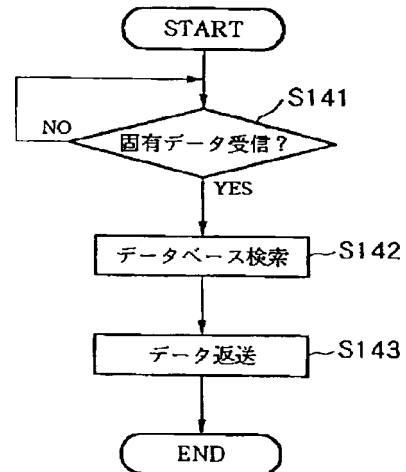 START
S141
NO
固有データ受信？
YES
データベース検索
S142
データ返送
S143
END